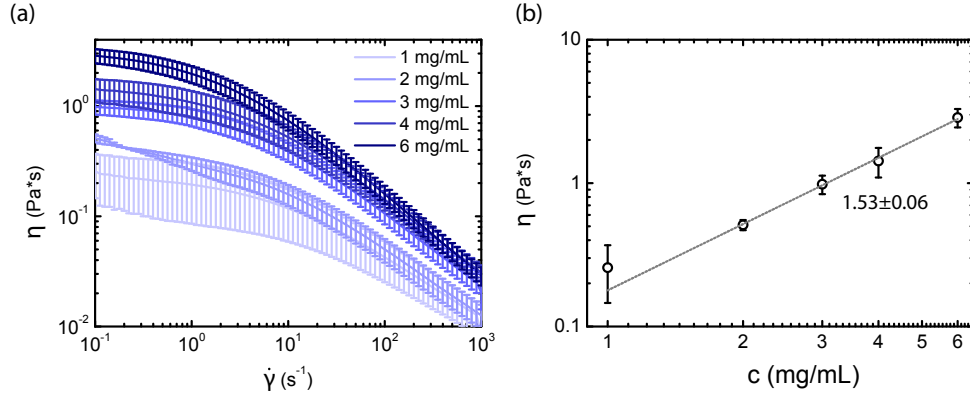 (a)
η (Pa*s)
10⁰
10⁻¹
10⁻²
10⁻¹ 10⁰ 10¹ 10² 10³
γ̇ (s⁻¹)
1 mg/mL
2 mg/mL
3 mg/mL
4 mg/mL
6 mg/mL
(b)
η (Pa*s)
10
1
0.1
1 2 3 4 5 6
c (mg/mL)
1.53±0.06